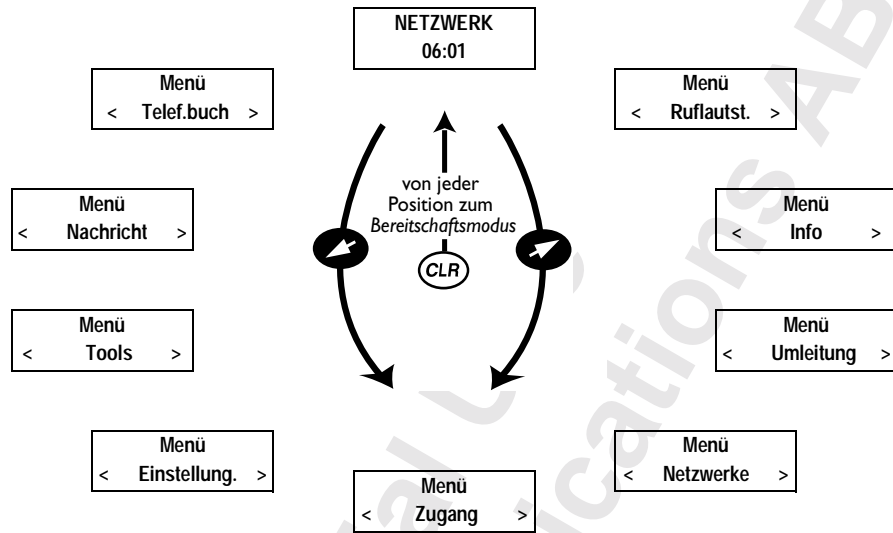 NETZWERK
06:01
Menü
< Telef.buch >
Menü
< Ruflautst. >
Menü
< Nachricht >
von jeder
Position zum
Bereitschaftsmodus
CLR
Menü
< Info >
Menü
< Tools >
Menü
< Umleitung >
Menü
< Einstellung. >
Menü
< Zugang >
Menü
< Netzwerke >